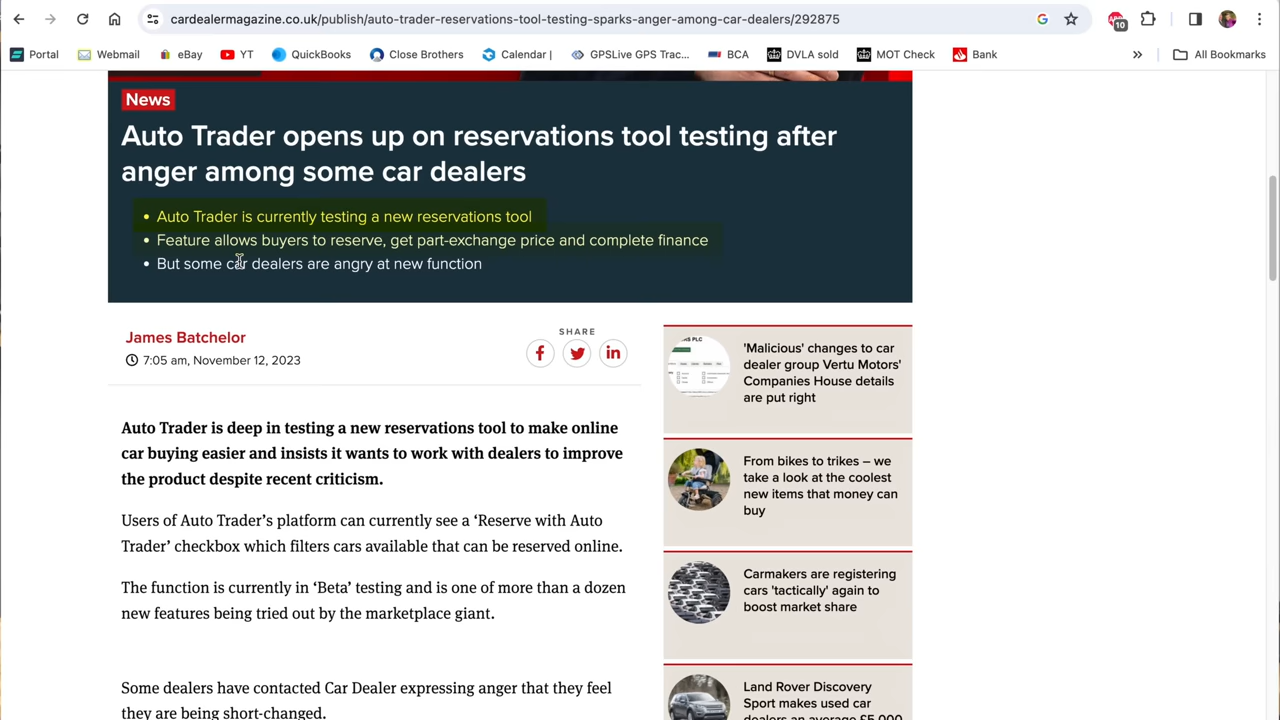 cardealermagazine.co.uk/publish/auto-trader-reservations-tool-testing-sparks-anger-among-car-dealers/292875
10
Portal Webmail eBay YT QuickBooks Close Brothers Calendar | GPSLive GPS Trac... BCA DVLA sold MOT Check Bank » All Bookmarks
News
Auto Trader opens up on reservations tool testing after
anger among some car dealers
• Auto Trader is currently testing a new reservations tool
• Feature allows buyers to reserve, get part-exchange price and complete finance
• But some car dealers are angry at new function
James Batchelor
7:05 am, November 12, 2023
SHARE
Auto Trader is deep in testing a new reservations tool to make online
car buying easier and insists it wants to work with dealers to improve
the product despite recent criticism.
Users of Auto Trader's platform can currently see a 'Reserve with Auto
Trader' checkbox which filters cars available that can be reserved online.
The function is currently in 'Beta' testing and is one of more than a dozen
new features being tried out by the marketplace giant.
Some dealers have contacted Car Dealer expressing anger that they feel
they are being short-changed.
'Malicious' changes to car
dealer group Vertu Motors'
Companies House details
are put right
From bikes to trikes – we
take a look at the coolest
new items that money can
buy
Carmakers are registering
cars 'tactically' again to
boost market share
Land Rover Discovery
Sport makes used car
dealers an average £5,000